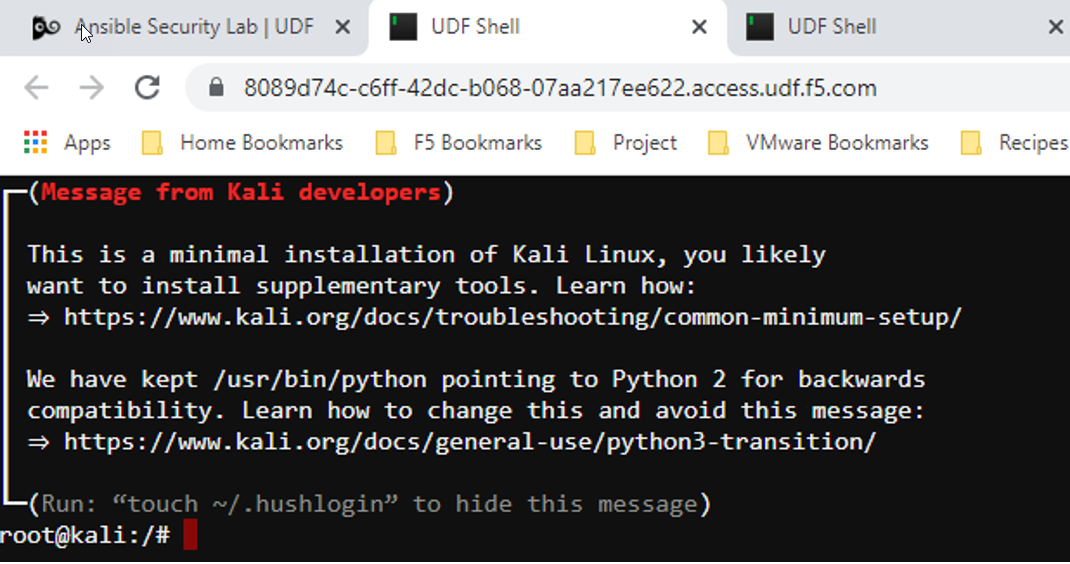 Ansible Security Lab | UDF
UDF Shell
UDF Shell
8089d74c-c6ff-42dc-b068-07aa217ee622.access.udf.f5.com
Apps Home Bookmarks F5 Bookmarks Project VMware Bookmarks Recipes
(Message from Kali developers)
This is a minimal installation of Kali Linux, you likely
want to install supplementary tools. Learn how:
⇒ https://www.kali.org/docs/troubleshooting/common-minimum-setup/
We have kept /usr/bin/python pointing to Python 2 for backwards
compatibility. Learn how to change this and avoid this message:
⇒ https://www.kali.org/docs/general-use/python3-transition/
(Run: “touch ~/.hushlogin” to hide this message)
root@kali:/#